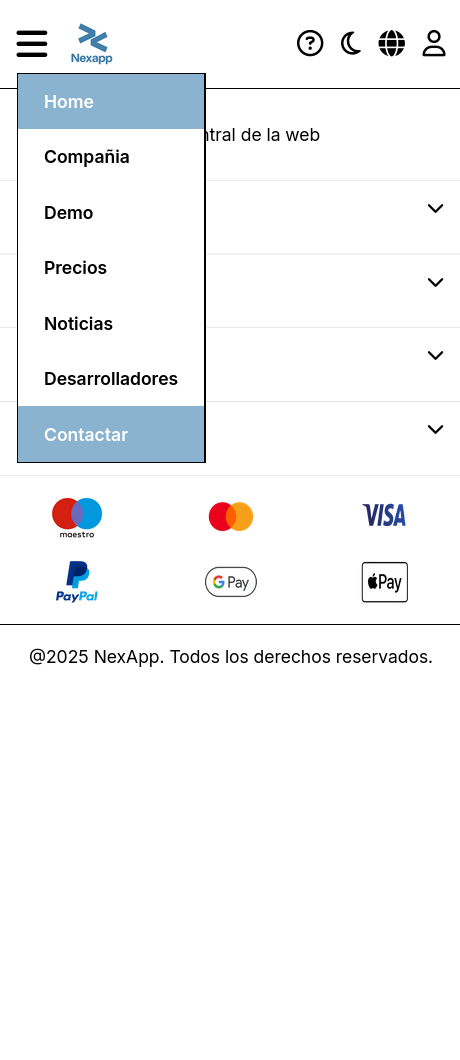 Nexapp
Home
ntral de la web
Compañia
Demo
Precios
Noticias
Desarrolladores
Contactar
maestro
VISA
PayPal
G Pay
Pay
@2025 NexApp. Todos los derechos reservados.